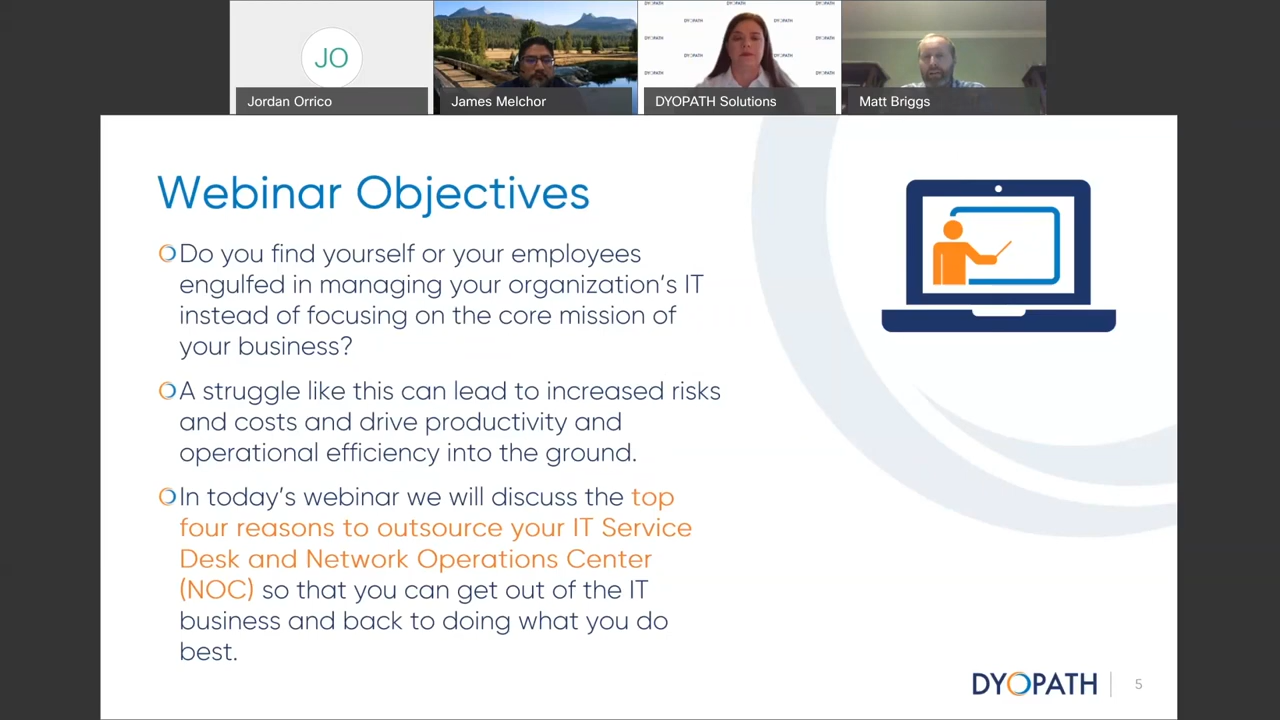 JO
Jordan Orrico
James Melchor
DYOPATH Solutions
Matt Briggs
Webinar Objectives
Do you find yourself or your employees
engulfed in managing your organization's IT
instead of focusing on the core mission of
your business?
A struggle like this can lead to increased risks
and costs and drive productivity and
operational efficiency into the ground.
In today's webinar we will discuss the top
four reasons to outsource your IT Service
Desk and Network Operations Center
(NOC) so that you can get out of the IT
business and back to doing what you do
best.
DYOPATH
5